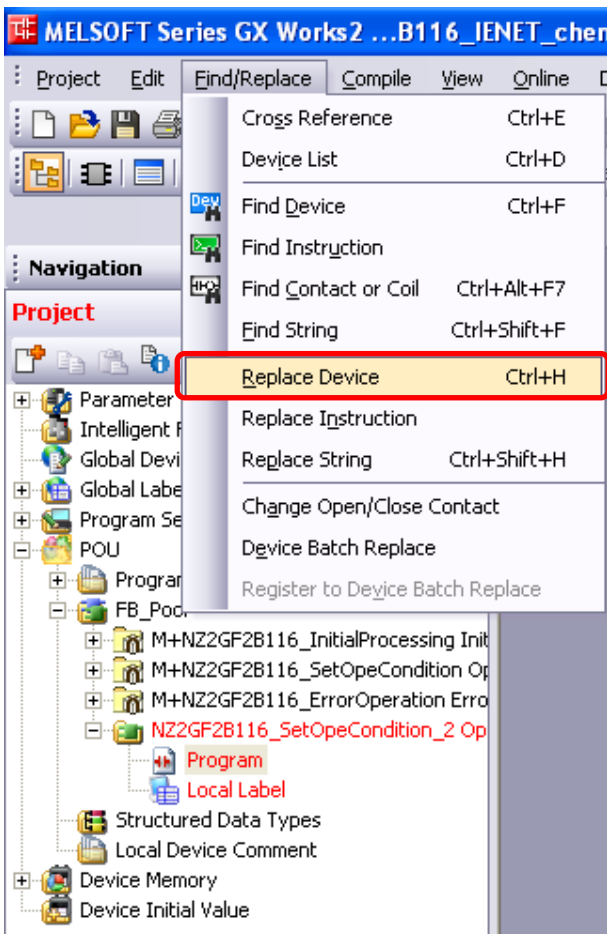 MELSOFT Series GX Works2 ...B116_IENET_chem
Project Edit Find/Replace Compile View Online
Cross Reference Ctrl+E
Device List Ctrl+D
Dev Find Device Ctrl+F
Find Instruction
Find Contact or Coil Ctrl+Alt+F7
Find String Ctrl+Shift+F
Replace Device Ctrl+H
Replace Instruction
Replace String Ctrl+Shift+H
Change Open/Close Contact
Device Batch Replace
Register to Device Batch Replace
Navigation
Project
Parameter
Intelligent F
Global Devi
Global Labe
Program Se
POU
Program
FB_Pool
M+NZ2GF2B116_InitialProcessing Init
M+NZ2GF2B116_SetOpeCondition Op
M+NZ2GF2B116_ErrorOperation Erro
NZ2GF2B116_SetOpeCondition_2 Op
Program
Local Label
Structured Data Types
Local Device Comment
Device Memory
Device Initial Value